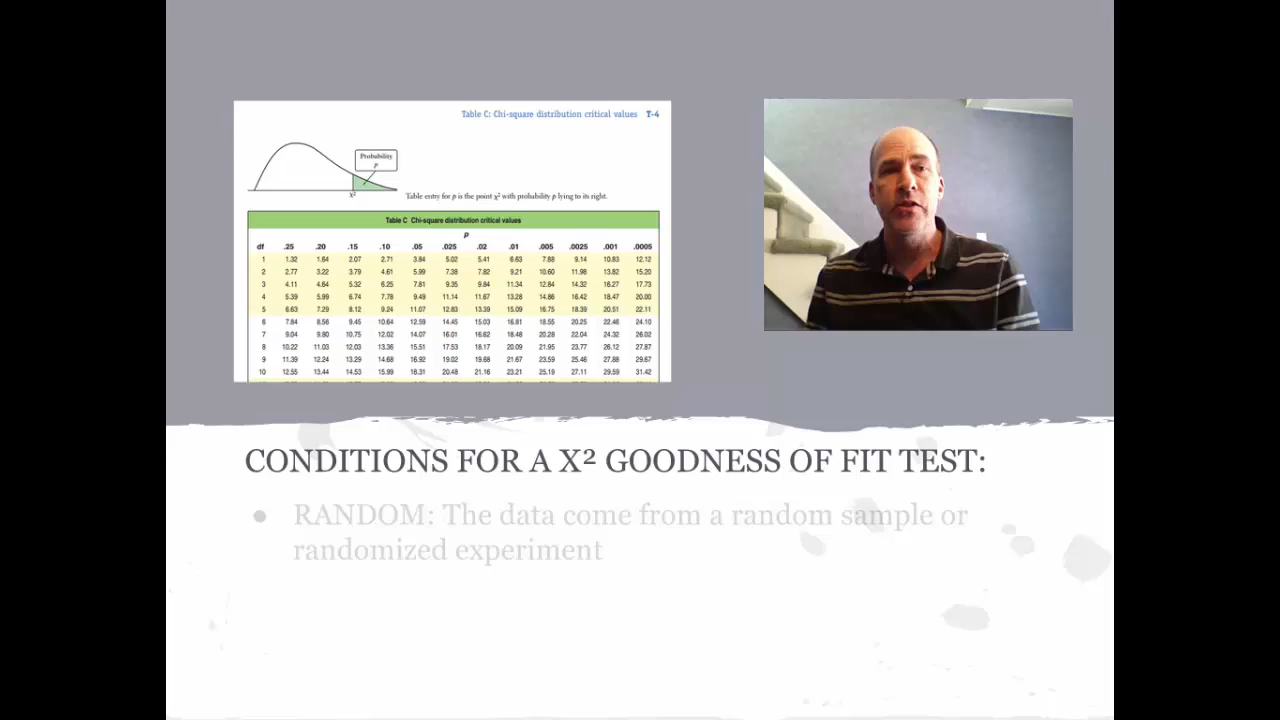 Table C: Chi-square distribution critical values T-4
Probability
p
χ²
Table entry for p is the point χ² with probability p lying to its right.
Table C Chi-square distribution critical values
p
df .25 .20 .15 .10 .05 .025 .02 .01 .005 .0025 .001 .0005
1 1.32 1.64 2.07 2.71 3.84 5.02 5.41 6.63 7.88 9.14 10.83 12.12
2 2.77 3.22 3.79 4.61 5.99 7.38 7.82 9.21 10.60 11.98 13.82 15.20
3 4.11 4.64 5.32 6.25 7.81 9.35 9.84 11.34 12.84 14.32 16.27 17.73
4 5.39 5.99 6.74 7.78 9.49 11.14 11.67 13.28 14.86 16.42 18.47 20.00
5 6.63 7.29 8.12 9.24 11.07 12.83 13.39 15.09 16.75 18.39 20.51 22.11
6 7.84 8.56 9.45 10.64 12.59 14.45 15.03 16.81 18.55 20.25 22.46 24.10
7 9.04 9.80 10.75 12.02 14.07 16.01 16.62 18.48 20.28 22.04 24.32 26.02
8 10.22 11.03 12.03 13.36 15.51 17.53 18.17 20.09 21.95 23.77 26.12 27.87
9 11.39 12.24 13.29 14.68 16.92 19.02 19.68 21.67 23.59 25.46 27.88 29.67
10 12.55 13.44 14.53 15.99 18.31 20.48 21.16 23.21 25.19 27.11 29.59 31.42
CONDITIONS FOR A X² GOODNESS OF FIT TEST:
● RANDOM: The data come from a random sample or
randomized experiment